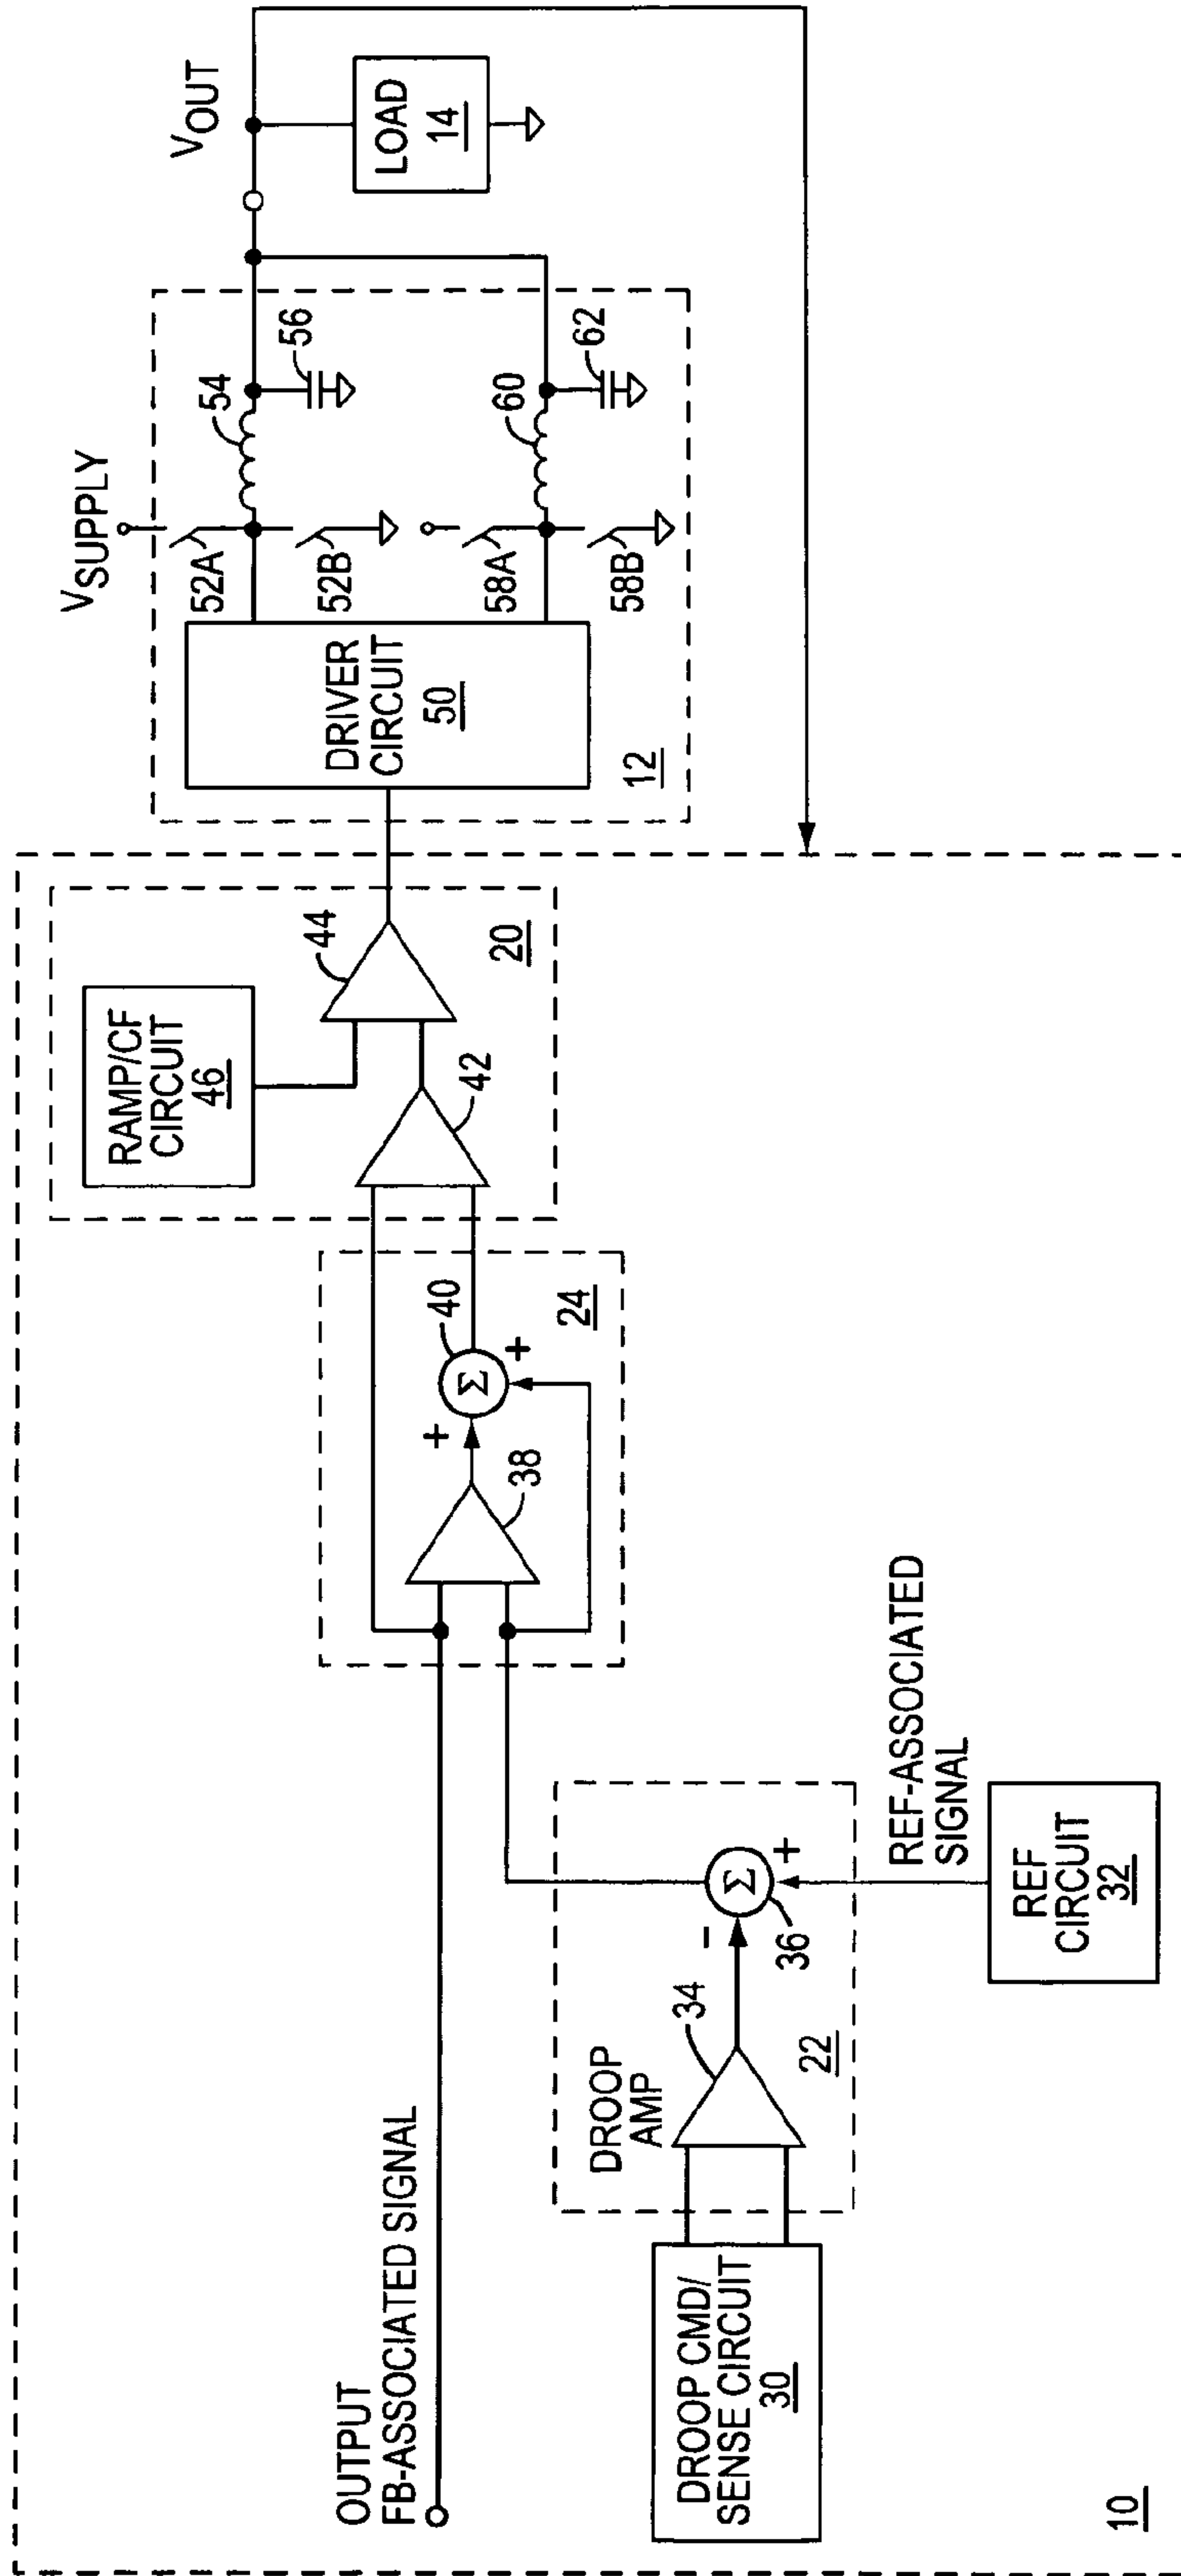 OUTPUT
FB-ASSOCIATED SIGNAL
DROOP CMD/
SENSE CIRCUIT
30
10
DROOP
AMP
34
22
-
Σ
+
36
REF-ASSOCIATED
SIGNAL
REF
CIRCUIT
32
38
+
Σ
40
+
24
42
RAMP/CF
CIRCUIT
46
44
20
DRIVER
CIRCUIT
50
12
VSUPPLY
52A
52B
54
56
58A
58B
60
62
VOUT
LOAD
14